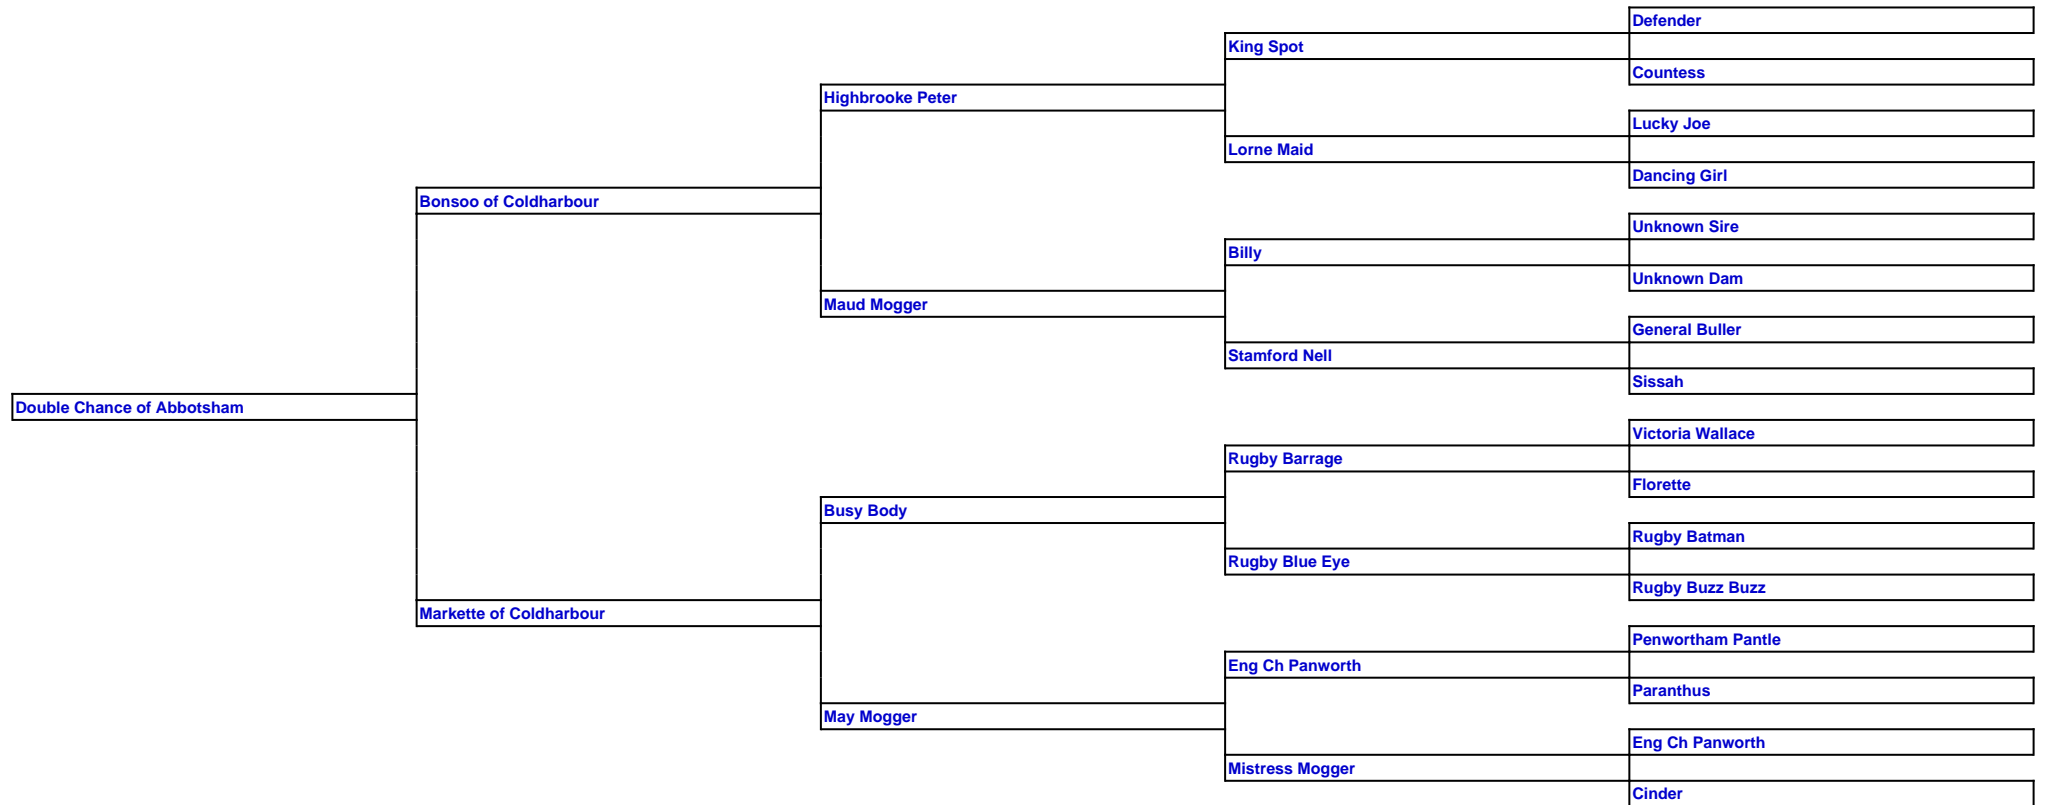 Defender
King Spot
Countess
Highbrooke Peter
Lucky Joe
Lorne Maid
Dancing Girl
Bonsoo of Coldharbour
Unknown Sire
Billy
Unknown Dam
Maud Mogger
General Buller
Stamford Nell
Sissah
Double Chance of Abbotsham
Victoria Wallace
Rugby Barrage
Florette
Busy Body
Rugby Batman
Rugby Blue Eye
Rugby Buzz Buzz
Markette of Coldharbour
Penwortham Pantle
Eng Ch Panworth
Paranthus
May Mogger
Eng Ch Panworth
Mistress Mogger
Cinder